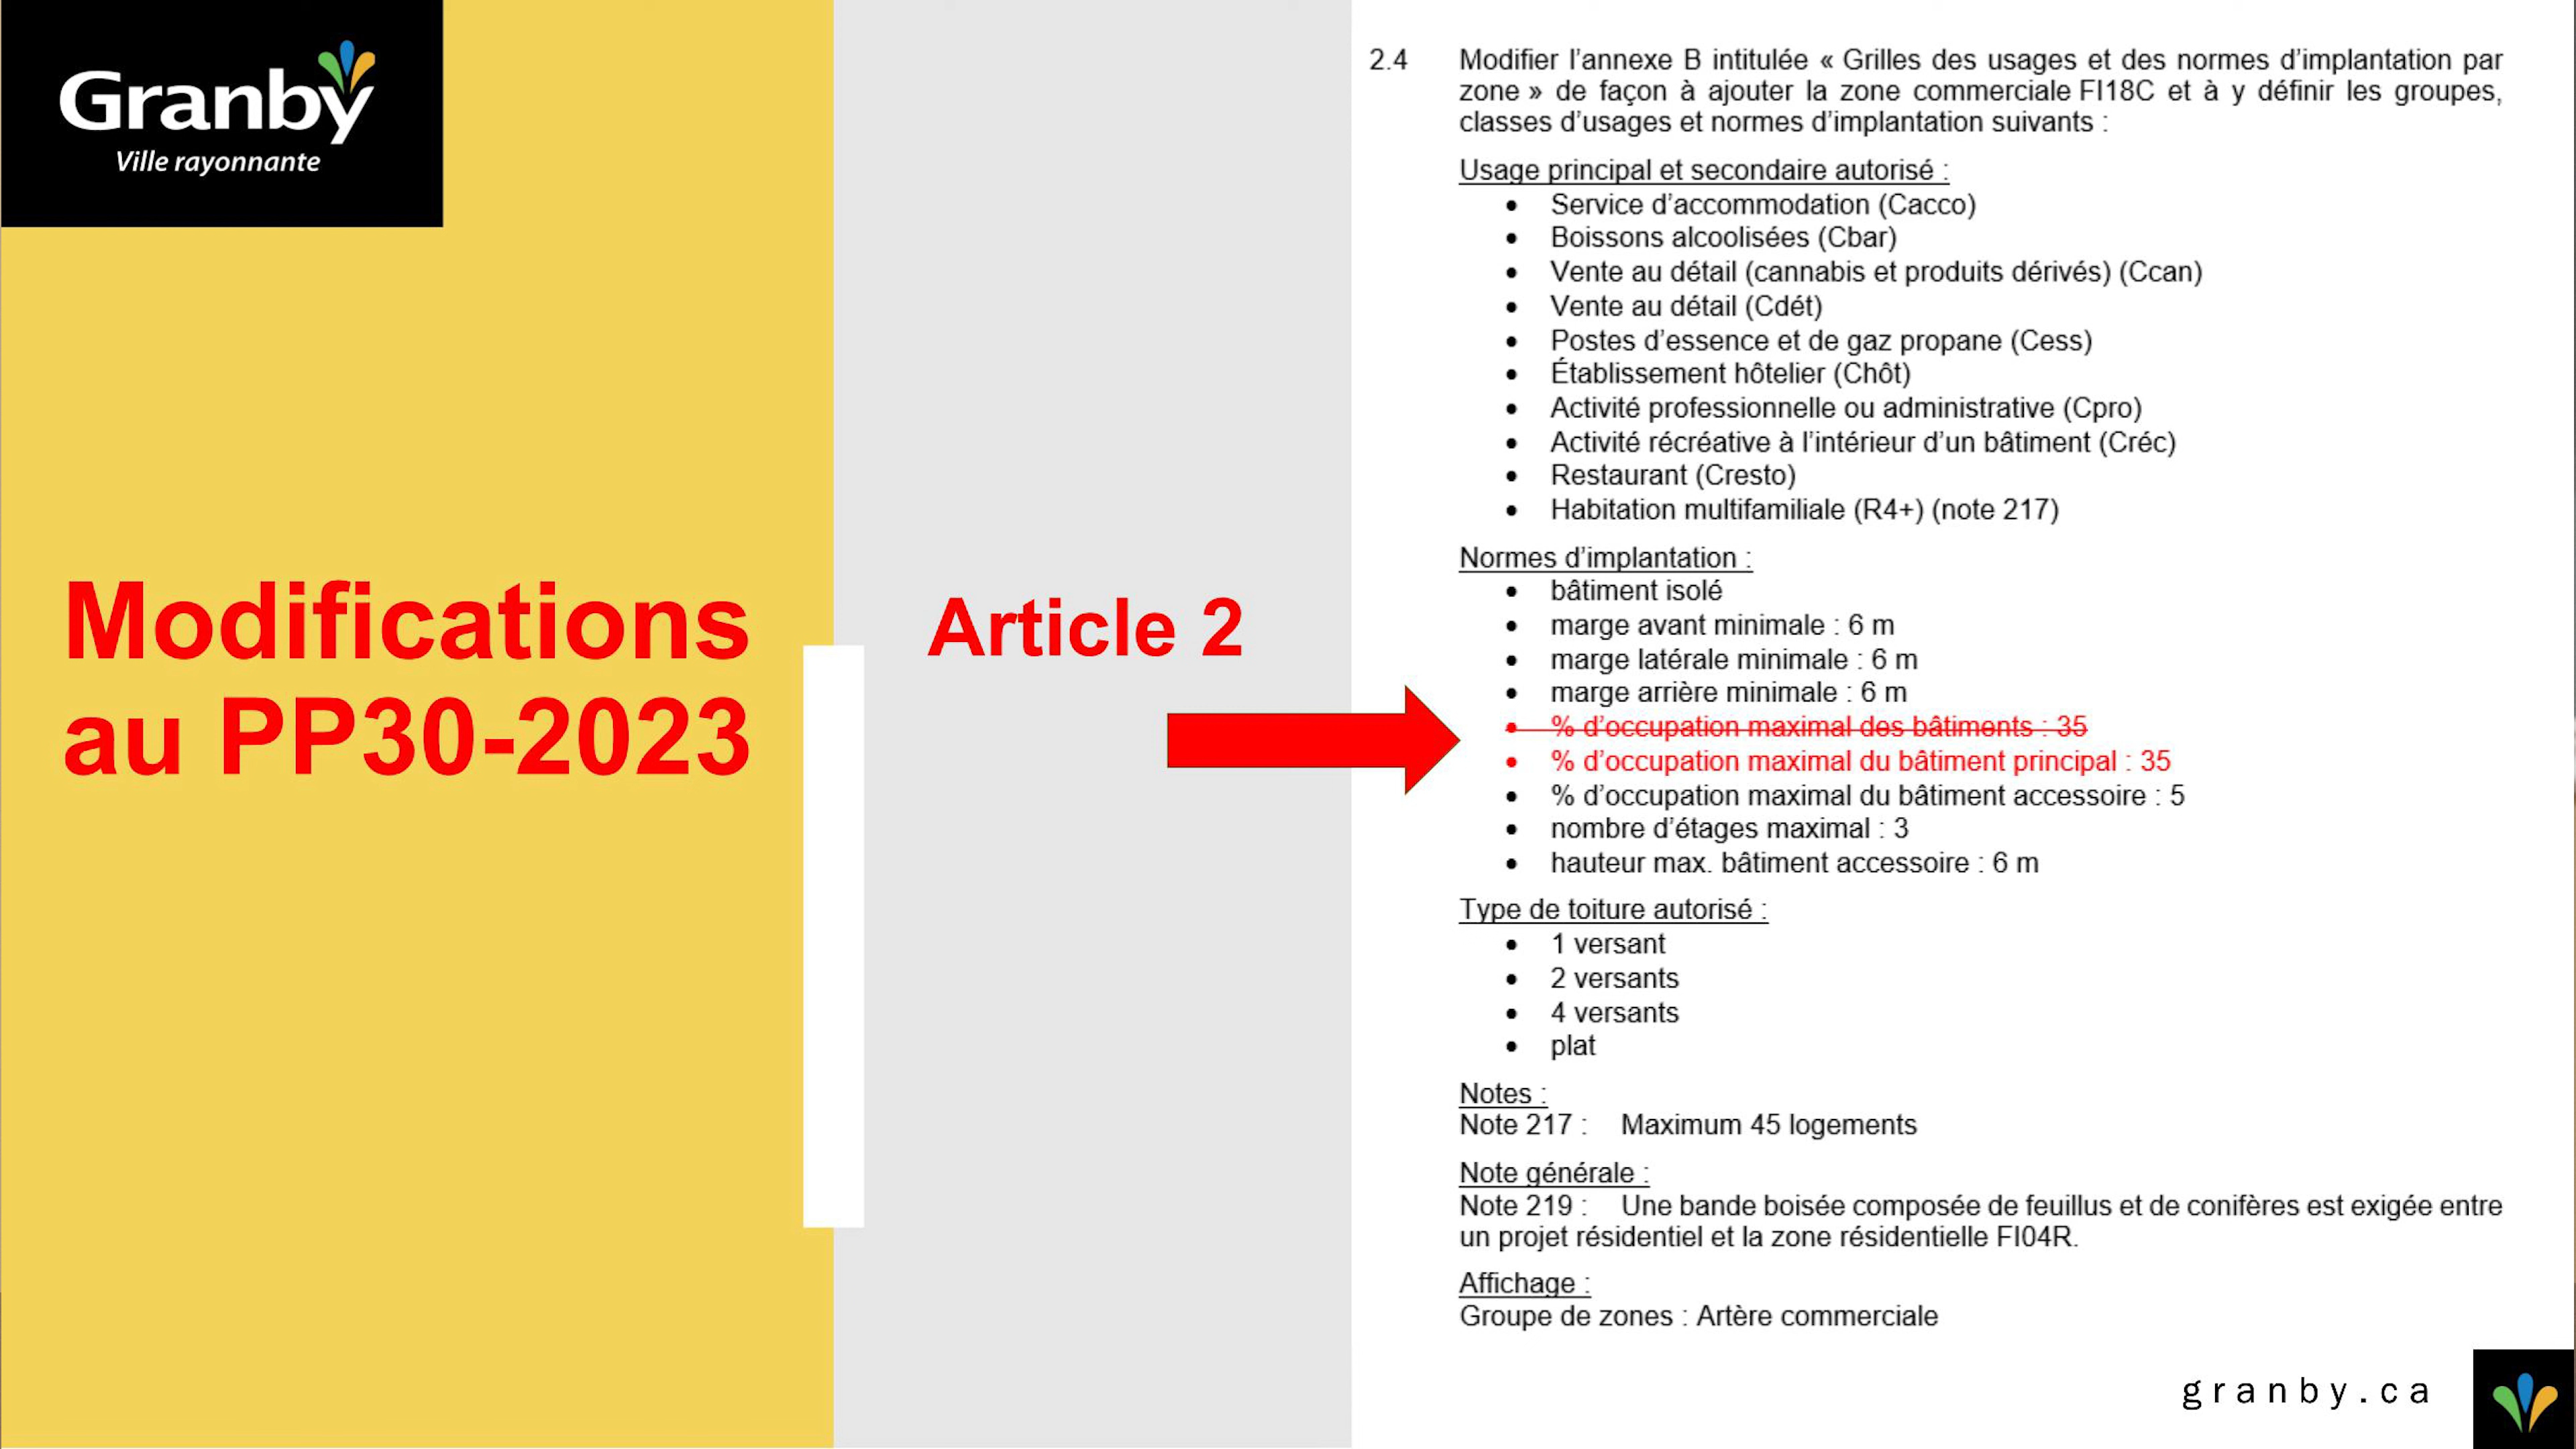 Granby
Ville rayonnante
Modifications
au PP30-2023
Article 2
2.4 Modifier l'annexe B intitulée « Grilles des usages et des normes d'implantation par
zone » de façon à ajouter la zone commerciale FI18C et à y définir les groupes,
classes d'usages et normes d'implantation suivants :
Usage principal et secondaire autorisé :
• Service d'accommodation (Cacco)
• Boissons alcoolisées (Cbar)
• Vente au détail (cannabis et produits dérivés) (Ccan)
• Vente au détail (Cdét)
• Postes d'essence et de gaz propane (Cess)
• Établissement hôtelier (Chôt)
• Activité professionnelle ou administrative (Cpro)
• Activité récréative à l'intérieur d'un bâtiment (Créc)
• Restaurant (Cresto)
• Habitation multifamiliale (R4+) (note 217)
Normes d'implantation :
• bâtiment isolé
• marge avant minimale : 6 m
• marge latérale minimale : 6 m
• marge arrière minimale : 6 m
• % d'occupation maximal des bâtiments : 35
• % d'occupation maximal du bâtiment principal : 35
• % d'occupation maximal du bâtiment accessoire : 5
• nombre d'étages maximal : 3
• hauteur max. bâtiment accessoire : 6 m
Type de toiture autorisé :
• 1 versant
• 2 versants
• 4 versants
• plat
Notes :
Note 217 : Maximum 45 logements
Note générale :
Note 219 : Une bande boisée composée de feuillus et de conifères est exigée entre
un projet résidentiel et la zone résidentielle FI04R.
Affichage :
Groupe de zones : Artère commerciale
granby.ca